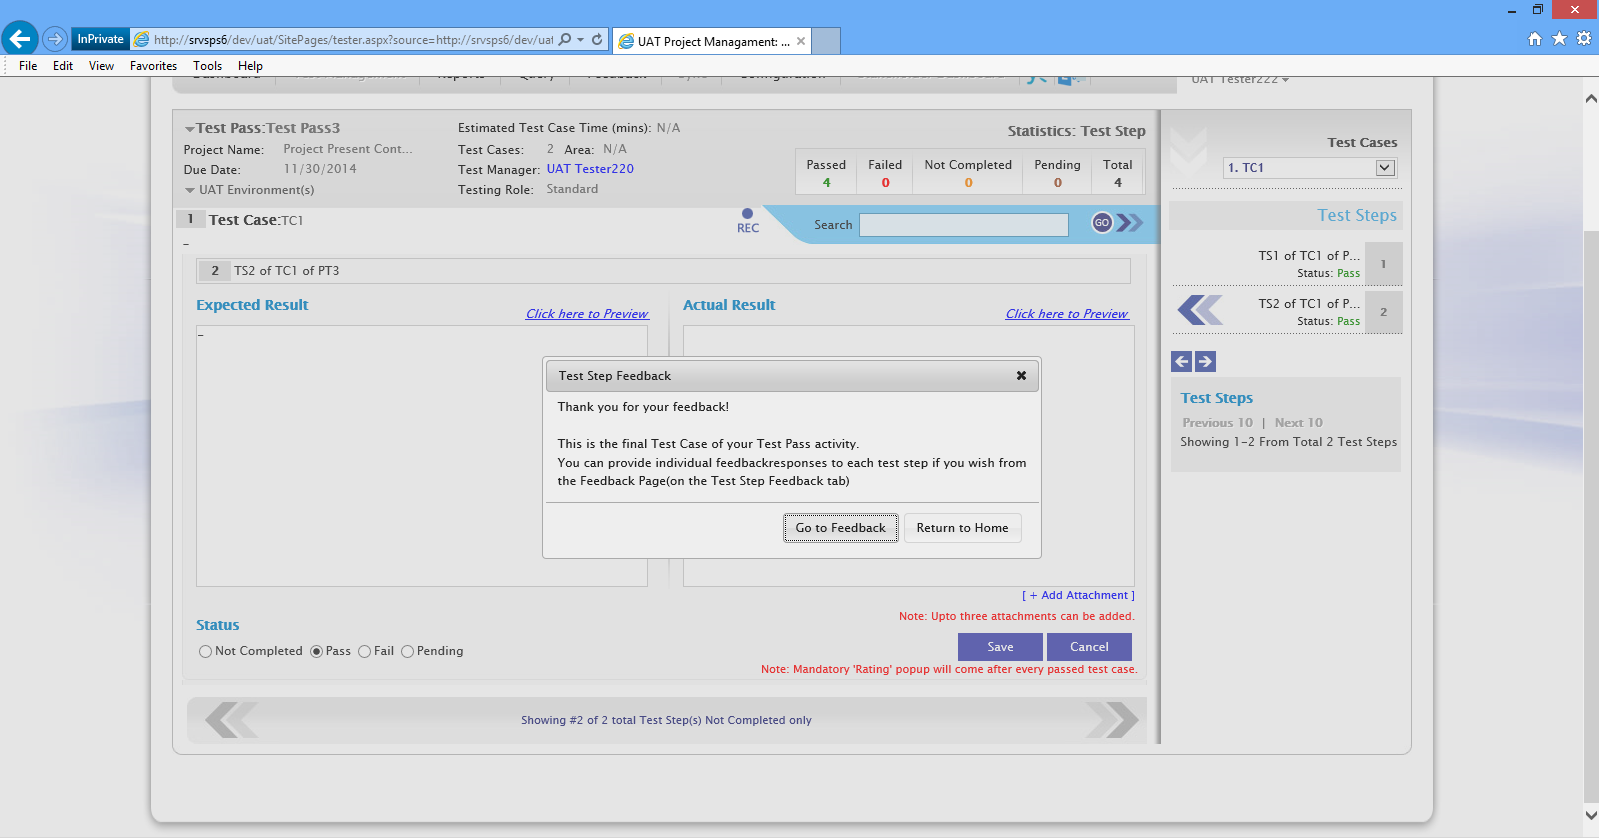 InPrivate
http://srvsps6/dev/uat/SitePages/tester.aspx?source=http://srvsps6/dev/uat
UAT Project Managament: ...
File Edit View Favorites Tools Help
UAT Tester222
Test Pass:Test Pass3
Estimated Test Case Time (mins): N/A
Statistics: Test Step
Project Name: Project Present Cont...
Test Cases: 2 Area: N/A
Due Date: 11/30/2014
Test Manager: UAT Tester220
UAT Environment(s)
Testing Role: Standard
Passed Failed Not Completed Pending Total
4 0 0 0 4
Test Cases
1. TC1
1 Test Case:TC1
REC
Search
GO
Test Steps
–
2 TS2 of TC1 of PT3
TS1 of TC1 of P...
Status: Pass
1
TS2 of TC1 of P...
Status: Pass
2
Expected Result
Click here to Preview
Actual Result
Click here to Preview
–
Test Step Feedback
Thank you for your feedback!
This is the final Test Case of your Test Pass activity.
You can provide individual feedbackresponses to each test step if you wish from
the Feedback Page(on the Test Step Feedback tab)
Go to Feedback Return to Home
Test Steps
Previous 10 | Next 10
Showing 1-2 From Total 2 Test Steps
[ + Add Attachment ]
Note: Upto three attachments can be added.
Status
Not Completed Pass Fail Pending
Save Cancel
Note: Mandatory 'Rating' popup will come after every passed test case.
Showing #2 of 2 total Test Step(s) Not Completed only